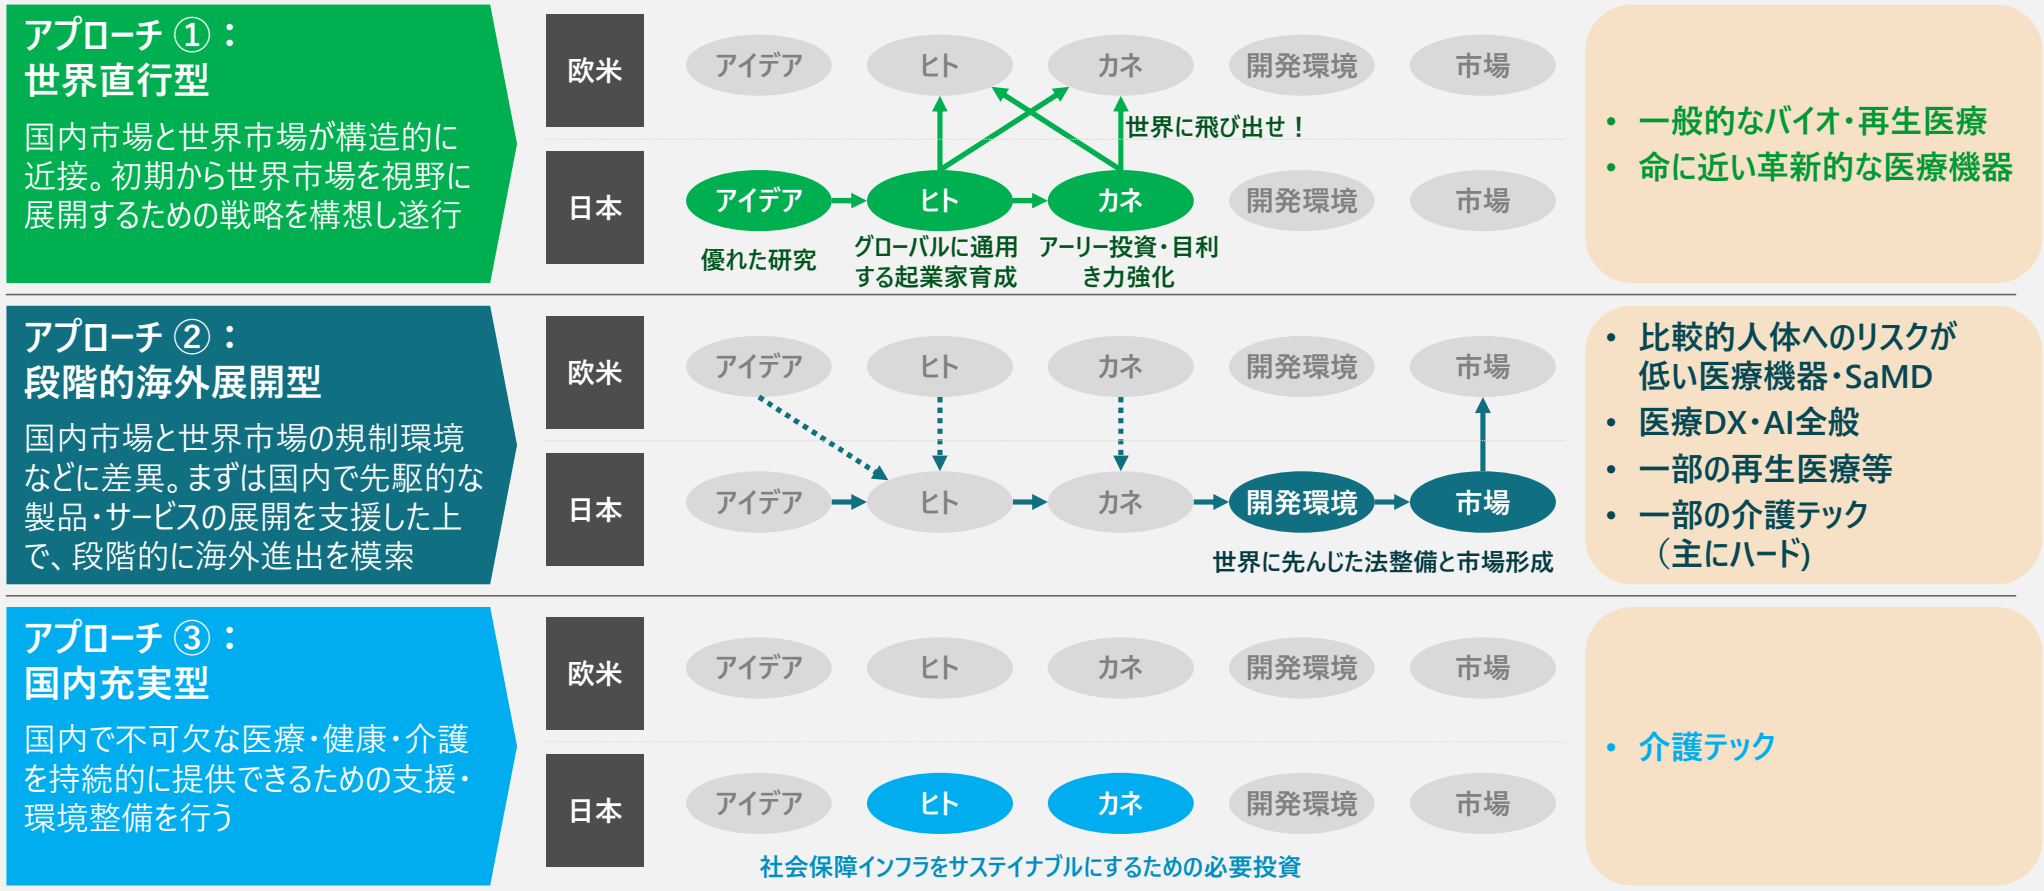 アプローチ ①：
世界直行型
国内市場と世界市場が構造的に
近接。初期から世界市場を視野に
展開するための戦略を構想し遂行
欧米
アイデア
ヒト
カネ
開発環境
市場
世界に飛び出せ！
日本
アイデア
ヒト
カネ
開発環境
市場
優れた研究
グローバルに通用
する起業家育成
アーリー投資・目利
き力強化
• 一般的なバイオ・再生医療
• 命に近い革新的な医療機器
アプローチ ②：
段階的海外展開型
国内市場と世界市場の規制環境
などに差異。まずは国内で先駆的な
製品・サービスの展開を支援した上
で、段階的に海外進出を模索
欧米
アイデア
ヒト
カネ
開発環境
市場
日本
アイデア
ヒト
カネ
開発環境
市場
世界に先んじた法整備と市場形成
• 比較的人体へのリスクが
低い医療機器・SaMD
• 医療DX・AI全般
• 一部の再生医療等
• 一部の介護テック
（主にハード)
アプローチ ③：
国内充実型
国内で不可欠な医療・健康・介護
を持続的に提供できるための支援・
環境整備を行う
欧米
アイデア
ヒト
カネ
開発環境
市場
日本
アイデア
ヒト
カネ
開発環境
市場
社会保障インフラをサステイナブルにするための必要投資
• 介護テック